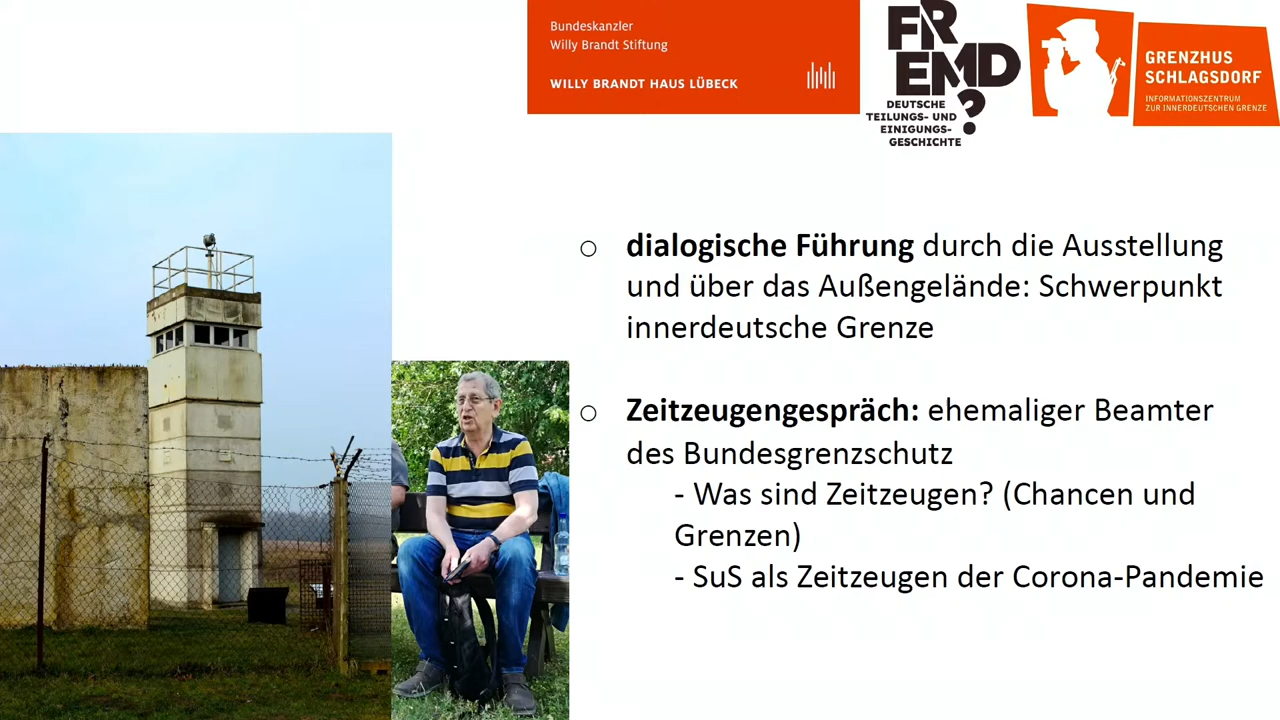 Bundeskanzler
Willy Brandt Stiftung
WILLY BRANDT HAUS LÜBECK
FREMD?
DEUTSCHE
TEILUNGS- UND
EINIGUNGS-
GESCHICHTE
GRENZHUS
SCHLAGSDORF
INFORMATIONSZENTRUM
ZUR INNERDEUTSCHEN GRENZE
○ dialogische Führung durch die Ausstellung
und über das Außengelände: Schwerpunkt
innerdeutsche Grenze
○ Zeitzeugengespräch: ehemaliger Beamter
des Bundesgrenzschutz
- Was sind Zeitzeugen? (Chancen und
Grenzen)
- SuS als Zeitzeugen der Corona-Pandemie